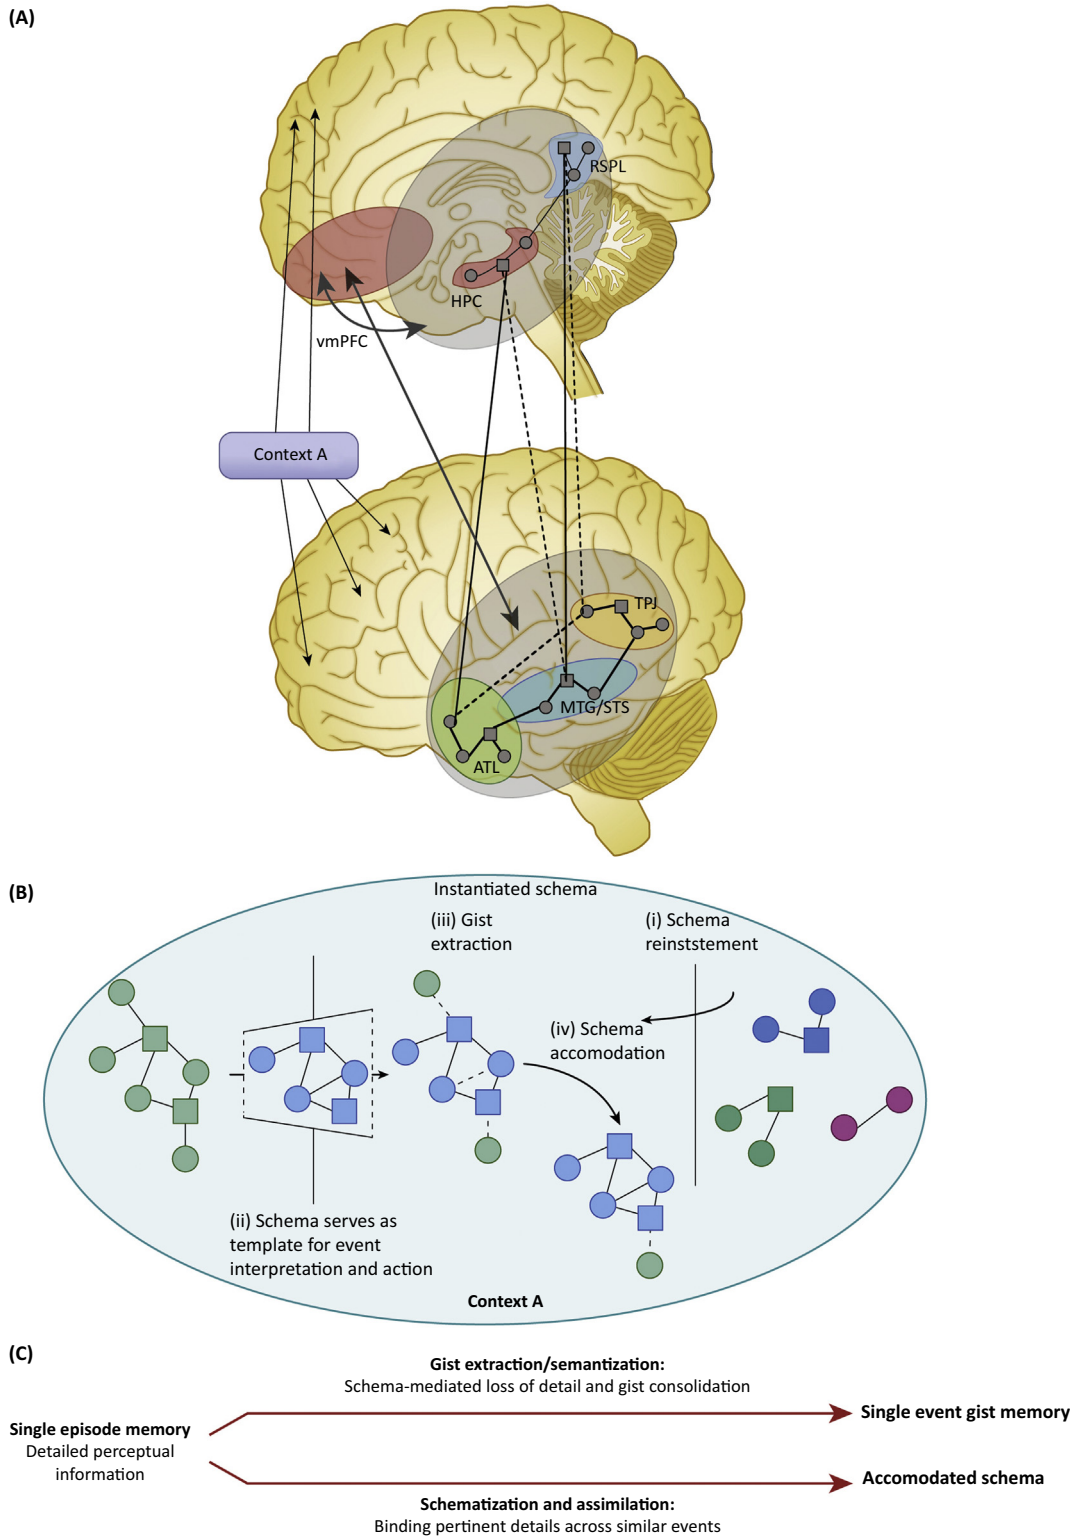 (A)
RSPL
HPC
vmPFC
Context A
TPJ
MTG/STS
ATL
(B)
Instantiated schema
(iii) Gist
extraction
(i) Schema
reinststement
(iv) Schema
accomodation
(ii) Schema serves as
template for event
interpretation and action
Context A
(C)
Gist extraction/semantization:
Schema-mediated loss of detail and gist consolidation
Single episode memory
Detailed perceptual
information
Single event gist memory
Accomodated schema
Schematization and assimilation:
Binding pertinent details across similar events